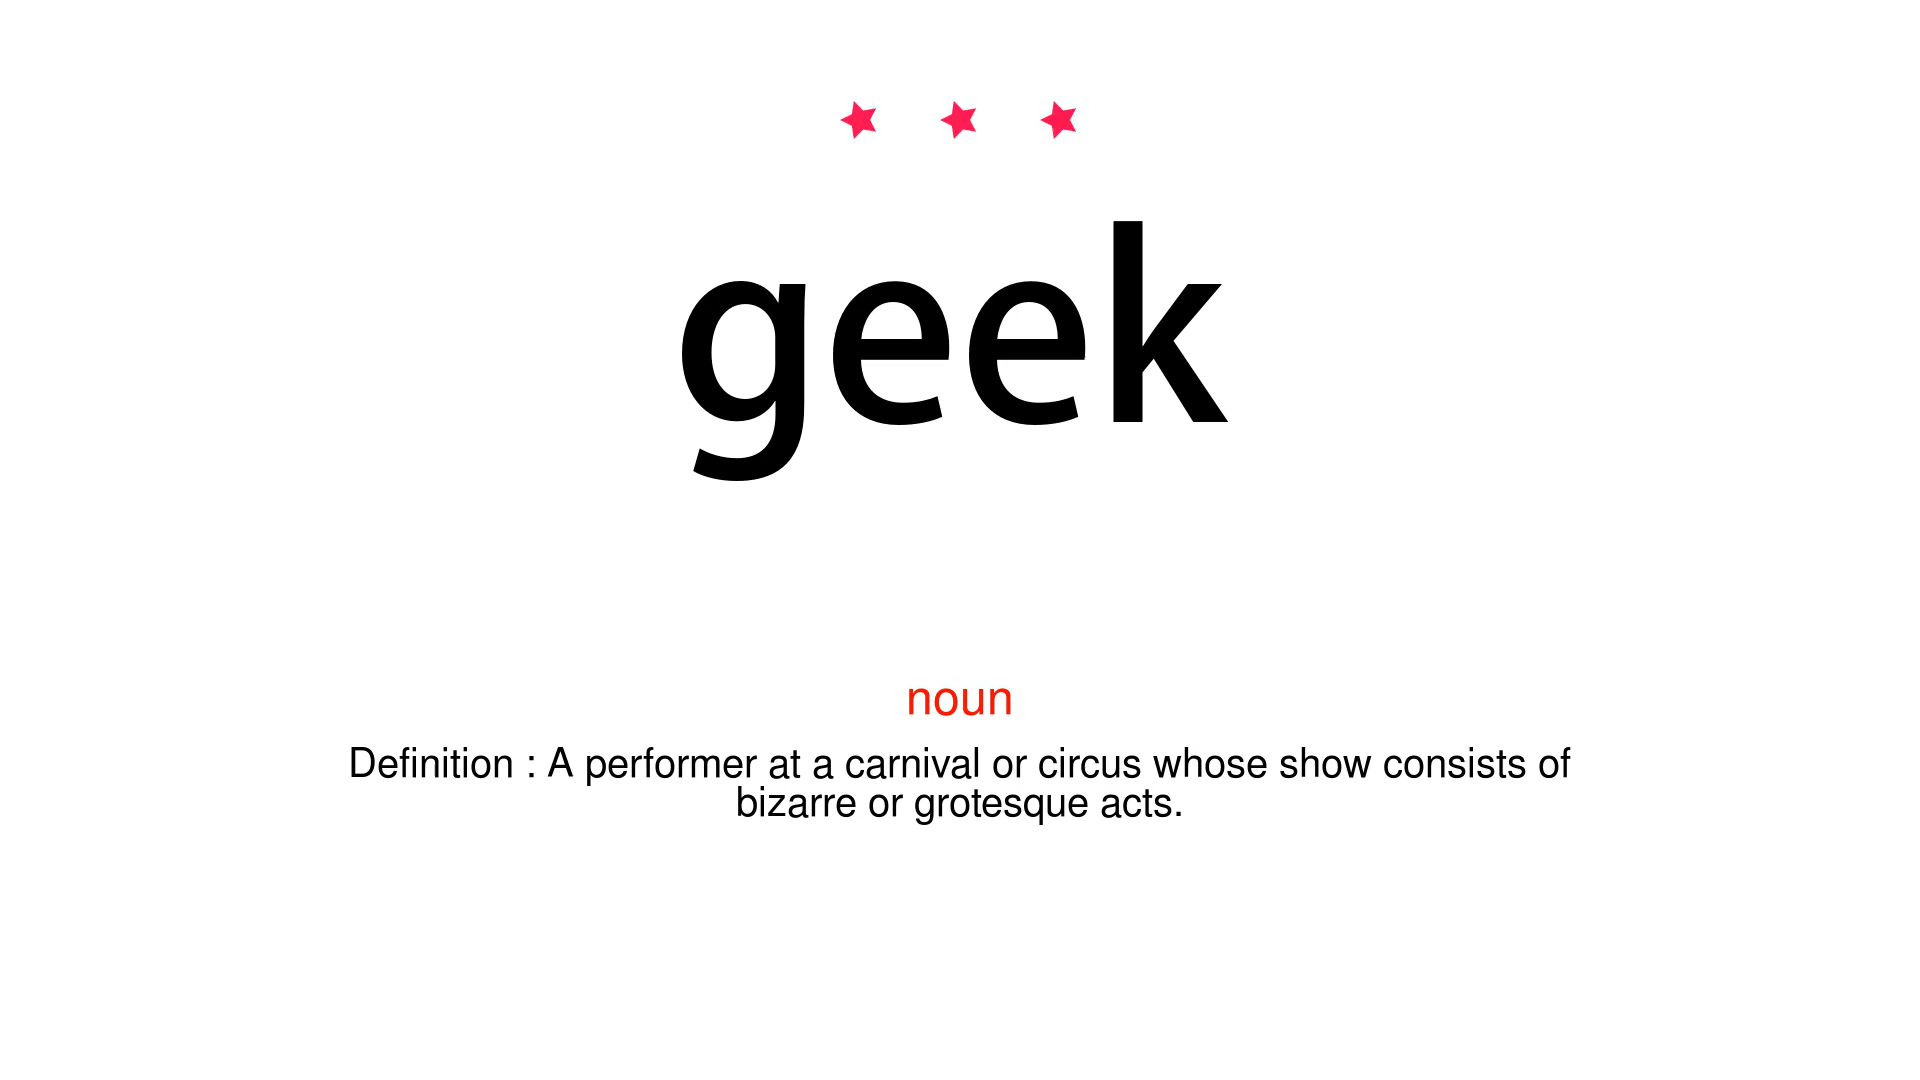 geek
noun
Definition : A performer at a carnival or circus whose show consists of
bizarre or grotesque acts.